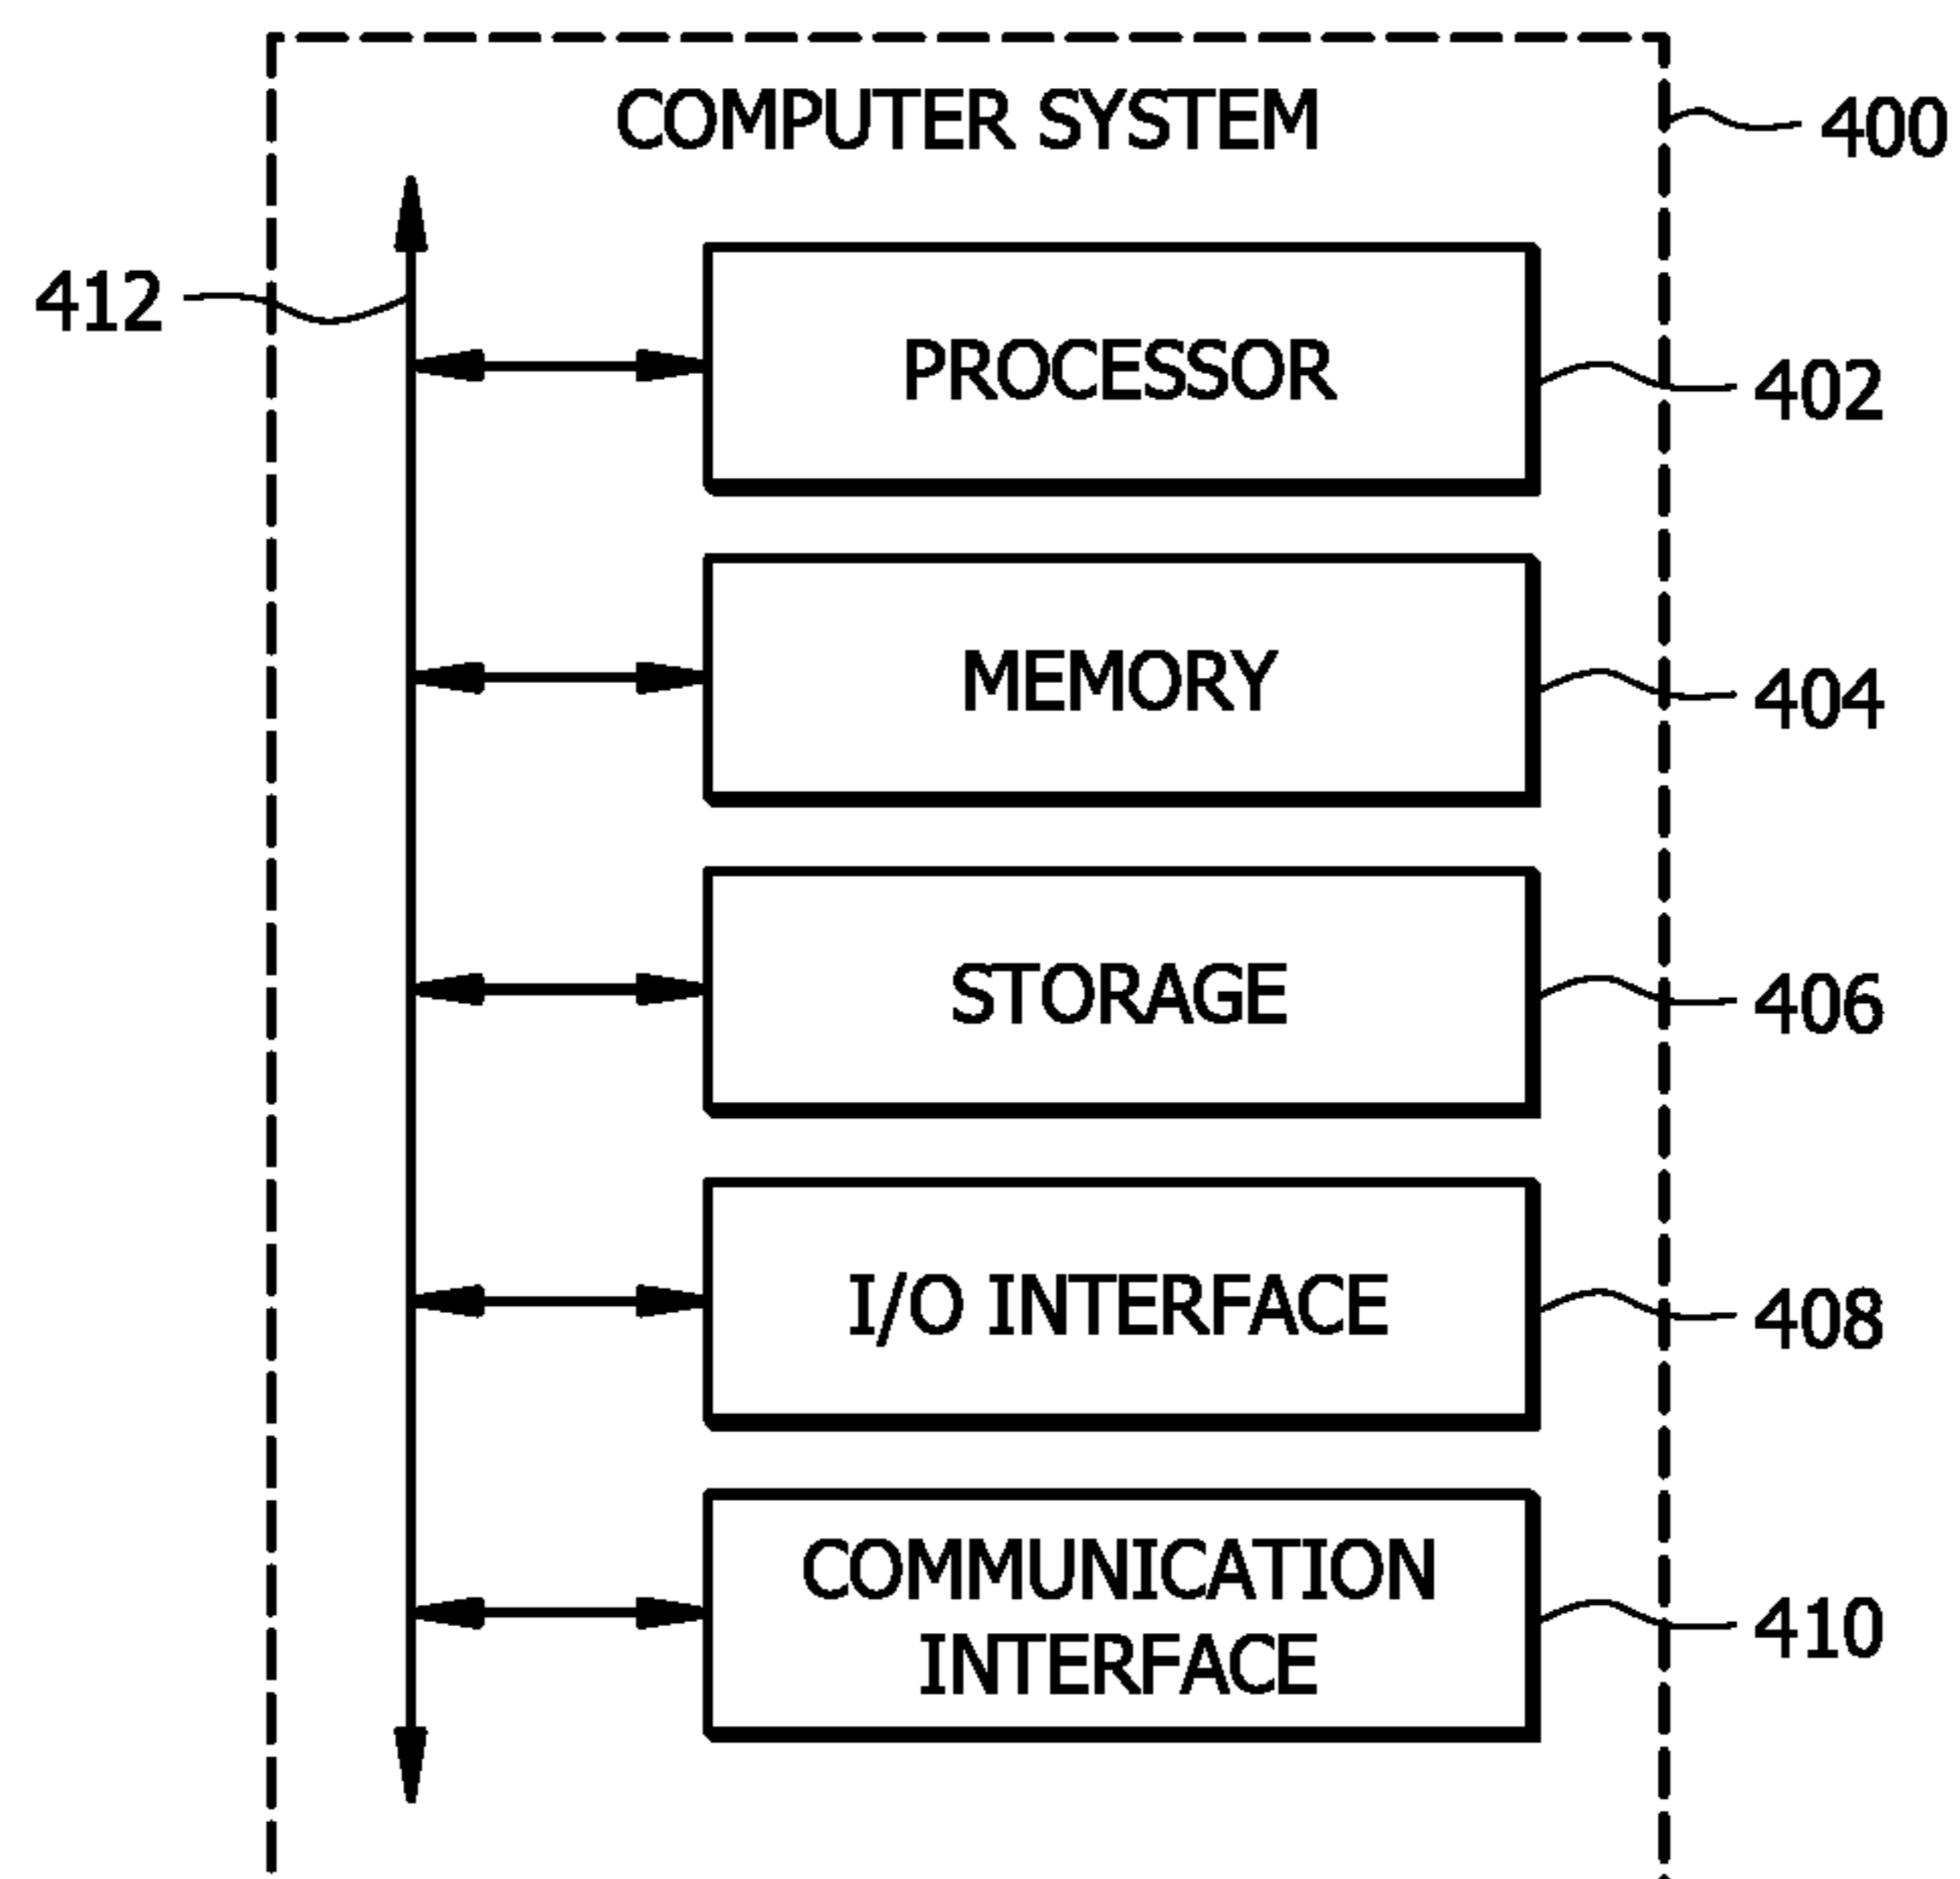 COMPUTER SYSTEM
400
412
PROCESSOR
402
MEMORY
404
STORAGE
406
I/O INTERFACE
408
COMMUNICATION
INTERFACE
410